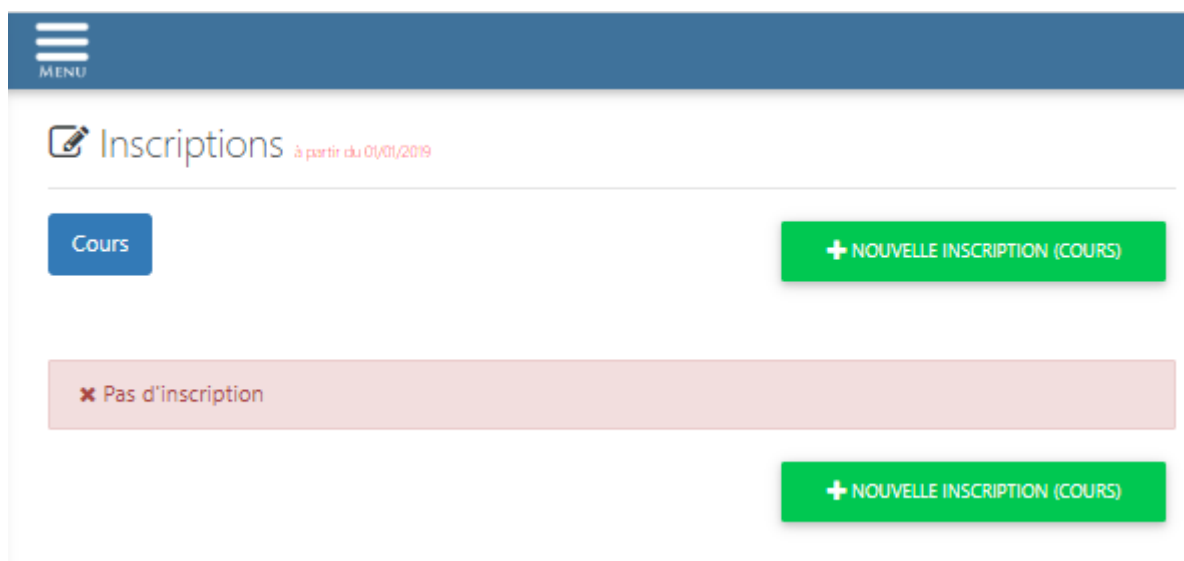 MENU
Inscriptions à partir du 01/01/2019
Cours
NOUVELLE INSCRIPTION (COURS)
Pas d'inscription
NOUVELLE INSCRIPTION (COURS)